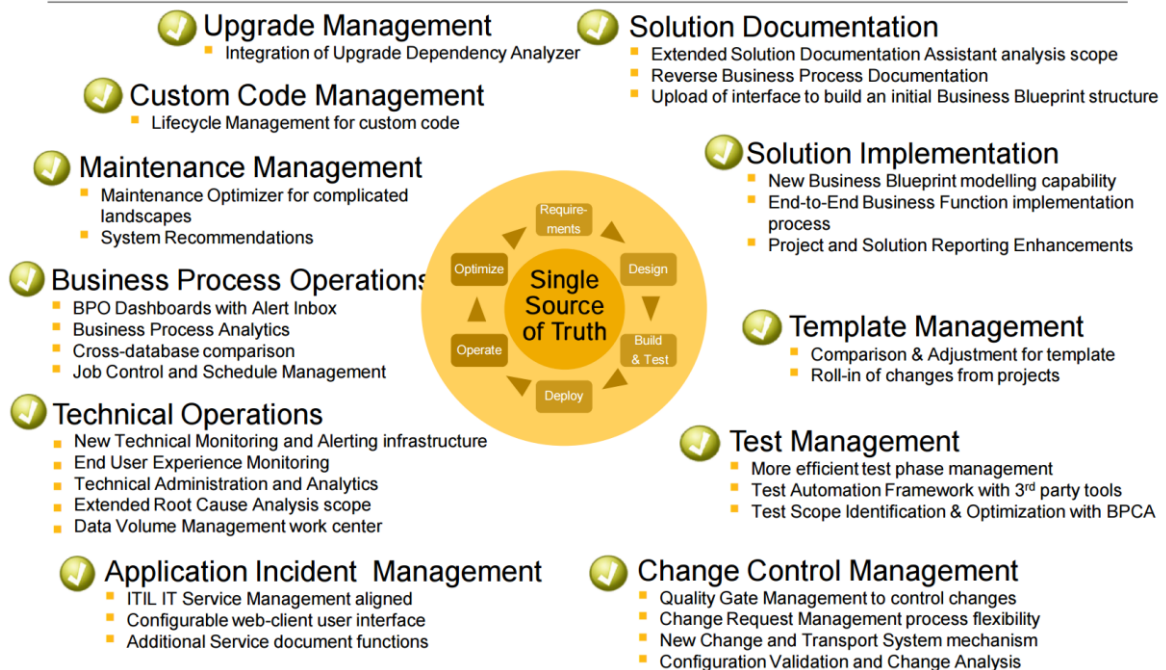 Upgrade Management
Integration of Upgrade Dependency Analyzer
Custom Code Management
Lifecycle Management for custom code
Maintenance Management
Maintenance Optimizer for complicated
landscapes
System Recommendations
Business Process Operations
BPO Dashboards with Alert Inbox
Business Process Analytics
Cross-database comparison
Job Control and Schedule Management
Technical Operations
New Technical Monitoring and Alerting infrastructure
End User Experience Monitoring
Technical Administration and Analytics
Extended Root Cause Analysis scope
Data Volume Management work center
Application Incident Management
ITIL IT Service Management aligned
Configurable web-client user interface
Additional Service document functions
Require-
ments
Design
Build
& Test
Deploy
Operate
Optimize
Single
Source
of Truth
Solution Documentation
Extended Solution Documentation Assistant analysis scope
Reverse Business Process Documentation
Upload of interface to build an initial Business Blueprint structure
Solution Implementation
New Business Blueprint modelling capability
End-to-End Business Function implementation
process
Project and Solution Reporting Enhancements
Template Management
Comparison & Adjustment for template
Roll-in of changes from projects
Test Management
More efficient test phase management
Test Automation Framework with 3rd party tools
Test Scope Identification & Optimization with BPCA
Change Control Management
Quality Gate Management to control changes
Change Request Management process flexibility
New Change and Transport System mechanism
Configuration Validation and Change Analysis